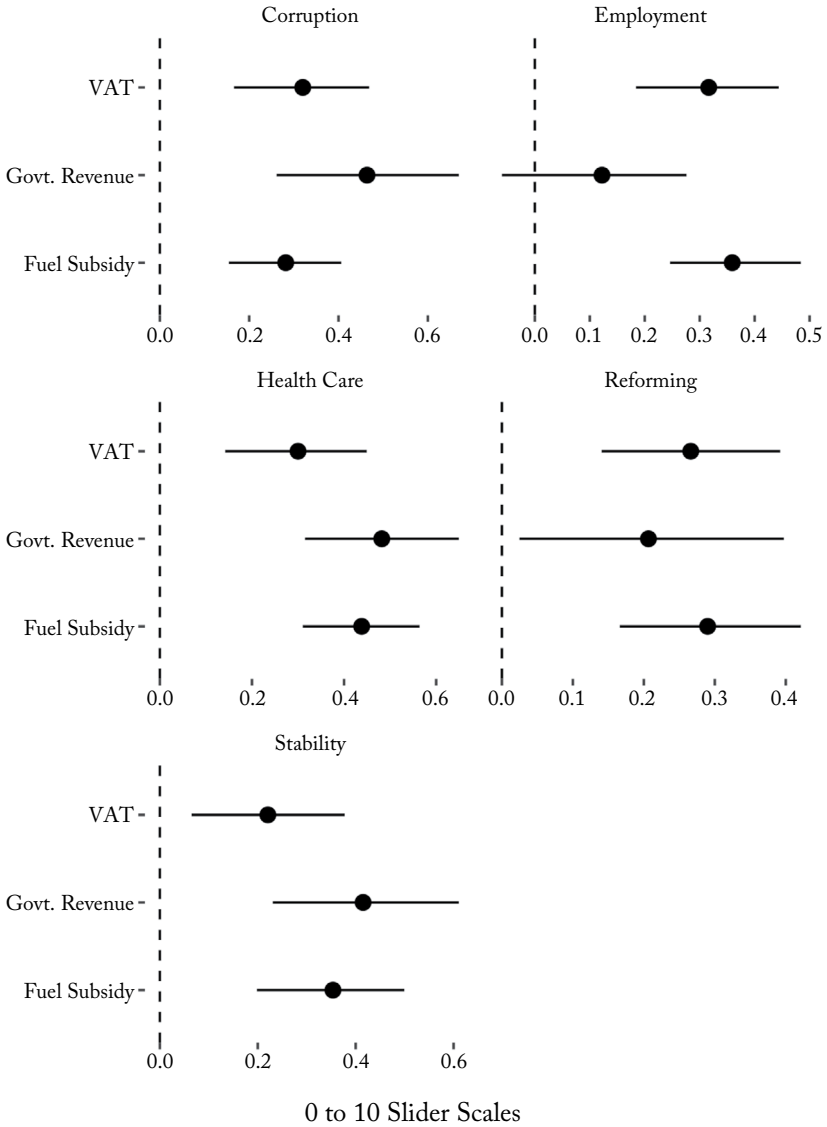 Corruption
Employment
VAT
Govt. Revenue
Fuel Subsidy
0.0 0.2 0.4 0.6
0.0 0.1 0.2 0.3 0.4 0.5
Health Care
Reforming
VAT
Govt. Revenue
Fuel Subsidy
0.0 0.2 0.4 0.6
0.0 0.1 0.2 0.3 0.4
Stability
VAT
Govt. Revenue
Fuel Subsidy
0.0 0.2 0.4 0.6
0 to 10 Slider Scales